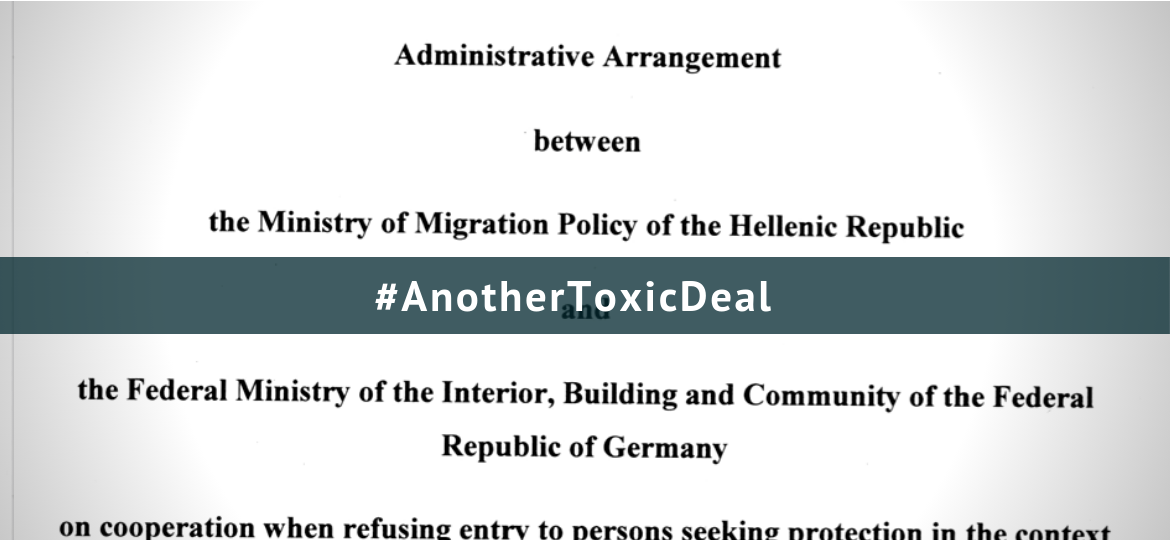 Administrative Arrangement
between
the Ministry of Migration Policy of the Hellenic Republic
#AnotherToxicDeal
and
the Federal Ministry of the Interior, Building and Community of the Federal
Republic of Germany
on cooperation when refusing entry to persons seeking protection in the context